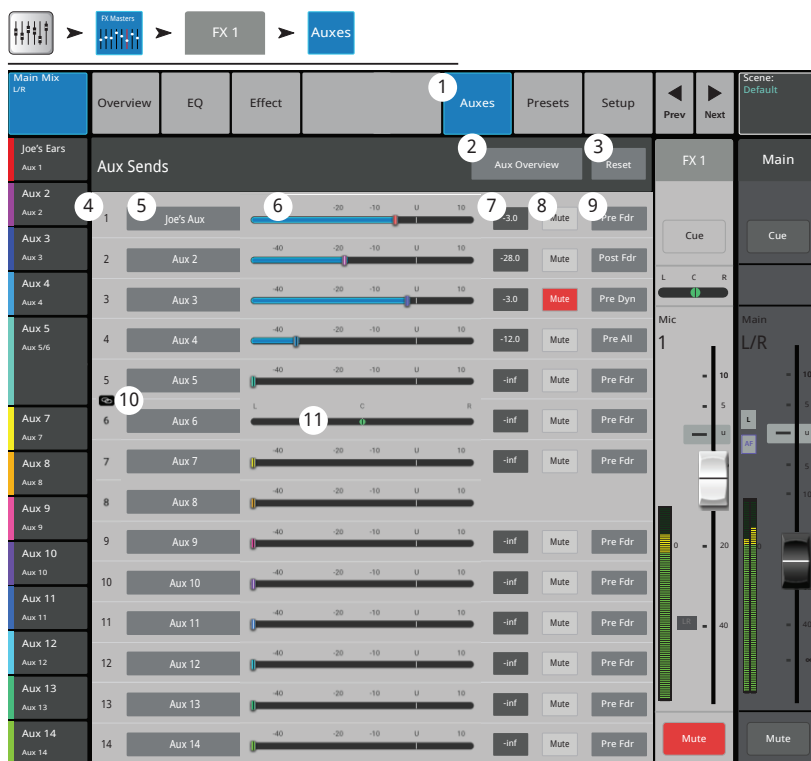 FX Masters
FX 1
Auxes
Main Mix
L/R
Overview
EQ
Effect
1
Auxes
Presets
Setup
Prev
Next
Scene:
Default
Joe's Ears
Aux 1
Aux 2
Aux 2
Aux 3
Aux 3
Aux 4
Aux 4
Aux 5
Aux 5/6
Aux 7
Aux 7
Aux 8
Aux 8
Aux 9
Aux 9
Aux 10
Aux 10
Aux 11
Aux 11
Aux 12
Aux 12
Aux 13
Aux 13
Aux 14
Aux 14
Aux Sends
2
Aux Overview
3
Reset
4
5
6
7
8
9
1 Joe's Aux -20 -10 U 10 -3.0 Mute Pre Fdr
2 Aux 2 -40 -20 -10 U 10 -28.0 Mute Post Fdr
3 Aux 3 -40 -20 -10 U 10 -3.0 Mute Pre Dyn
4 Aux 4 -40 -20 -10 U 10 -12.0 Mute Pre All
5 Aux 5 -40 -20 -10 U 10 -inf Mute Pre Fdr
10
6 Aux 6 L C R -inf Mute Pre Fdr
11
7 Aux 7 -40 -20 -10 U 10 -inf Mute Pre Fdr
8 Aux 8 -40 -20 -10 U 10
9 Aux 9 -40 -20 -10 U 10 -inf Mute Pre Fdr
10 Aux 10 -40 -20 -10 U 10 -inf Mute Pre Fdr
11 Aux 11 -40 -20 -10 U 10 -inf Mute Pre Fdr
12 Aux 12 -40 -20 -10 U 10 -inf Mute Pre Fdr
13 Aux 13 -40 -20 -10 U 10 -inf Mute Pre Fdr
14 Aux 14 -40 -20 -10 U 10 -inf Mute Pre Fdr
FX 1
Cue
L C R
Mic
1
10
5
u
5
0
20
LR
40
Mute
Main
Cue
Main
L/R
10
5
L
u
AF
5
10
0
40
∞
Mute